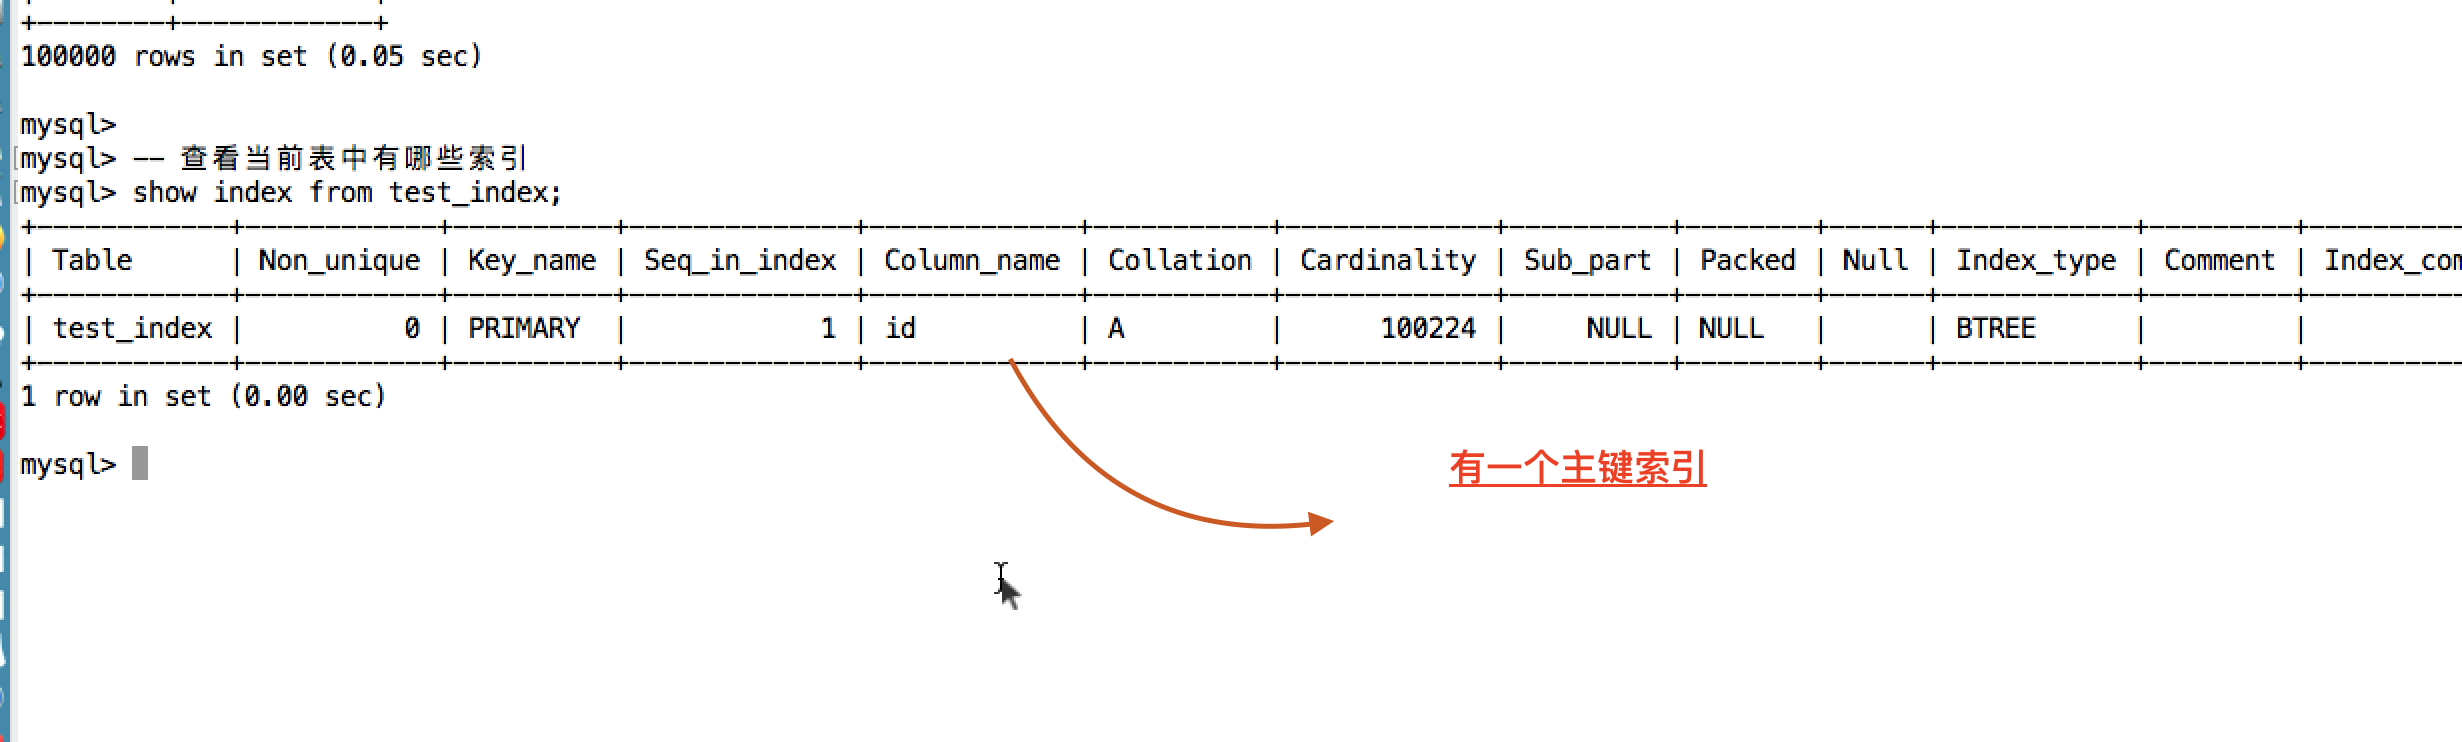 +--------+-------------+
100000 rows in set (0.05 sec)
mysql>
mysql> -- 查看当前表中有哪些索引
mysql> show index from test_index;
+------------+------------+----------+--------------+-------------+-----------+-------------+----------+--------+------+------------+---------+----------
| Table | Non_unique | Key_name | Seq_in_index | Column_name | Collation | Cardinality | Sub_part | Packed | Null | Index_type | Comment | Index_com
+------------+------------+----------+--------------+-------------+-----------+-------------+----------+--------+------+------------+---------+----------
| test_index | 0 | PRIMARY | 1 | id | A | 100224 | NULL | NULL | | BTREE | |
+------------+------------+----------+--------------+-------------+-----------+-------------+----------+--------+------+------------+---------+----------
1 row in set (0.00 sec)
mysql>
有一个主键索引